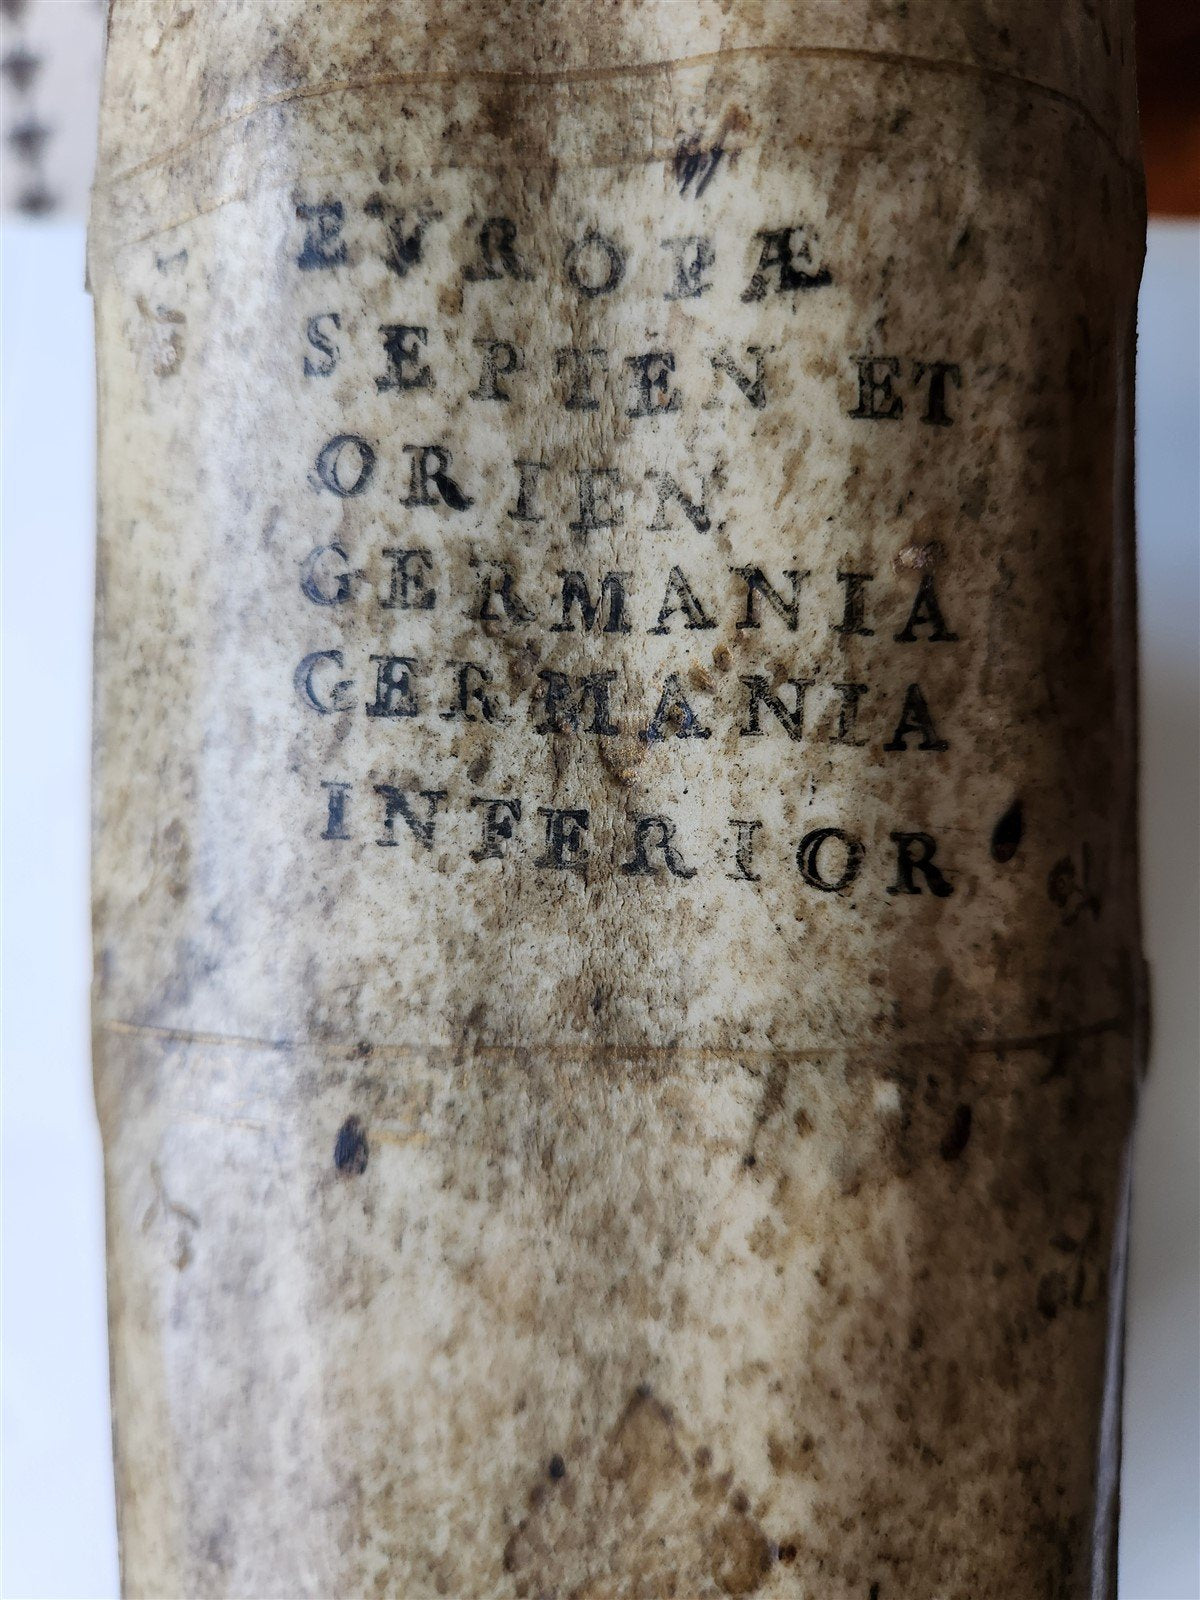 EVROPÆ
SEPTEN ET
ORIEN
GERMANIA
GERMANIA
INFERIOR